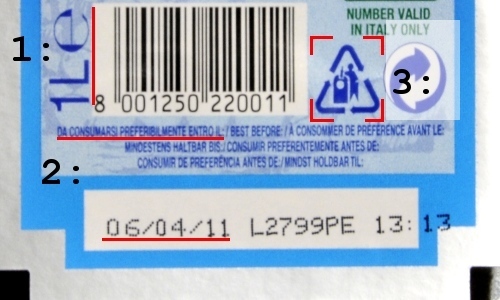 1:
1Le
NUMBER VALID
IN ITALY ONLY
3:
8 001250 220011
DA CONSUMARSI PREFERIBILMENTE ENTRO IL: / BEST BEFORE: / À CONSOMMER DE PRÉFÉRENCE AVANT LE:
MINDESTENS HALTBAR BIS: / CONSUMIR PREFERENTEMENTE ANTES DE:
CONSUMIR DE PREFERÊNCIA ANTES DE: / MINDST HOLDBAR TIL:
2:
06/04/11 L2799PE 13:13